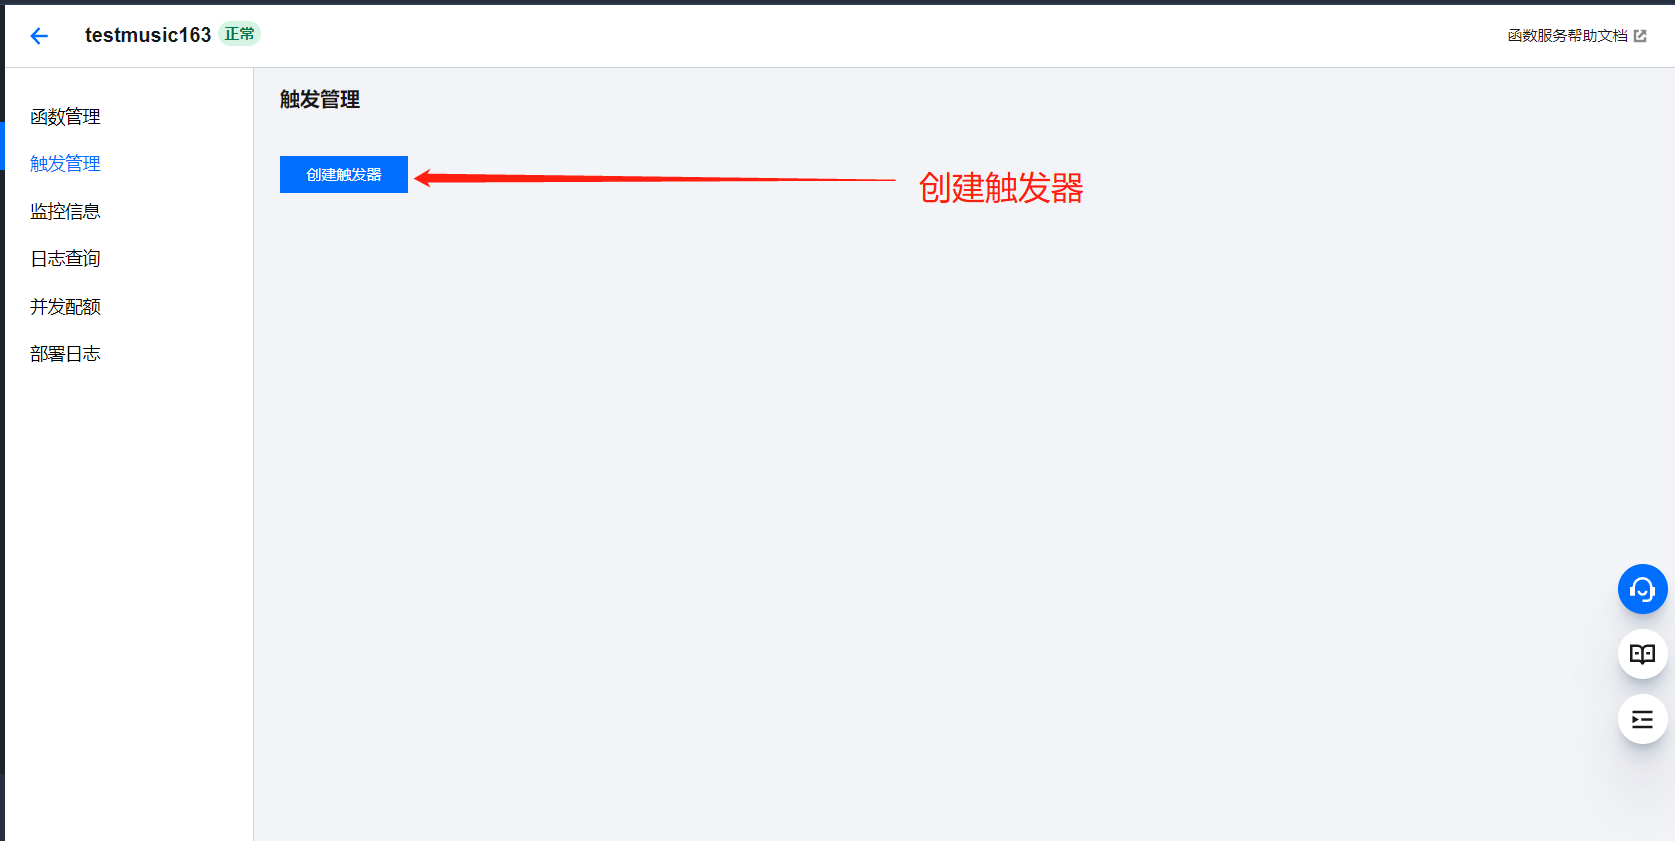 testmusic163 正常
函数服务帮助文档
函数管理
触发管理
监控信息
日志查询
并发配额
部署日志
触发管理
创建触发器
创建触发器